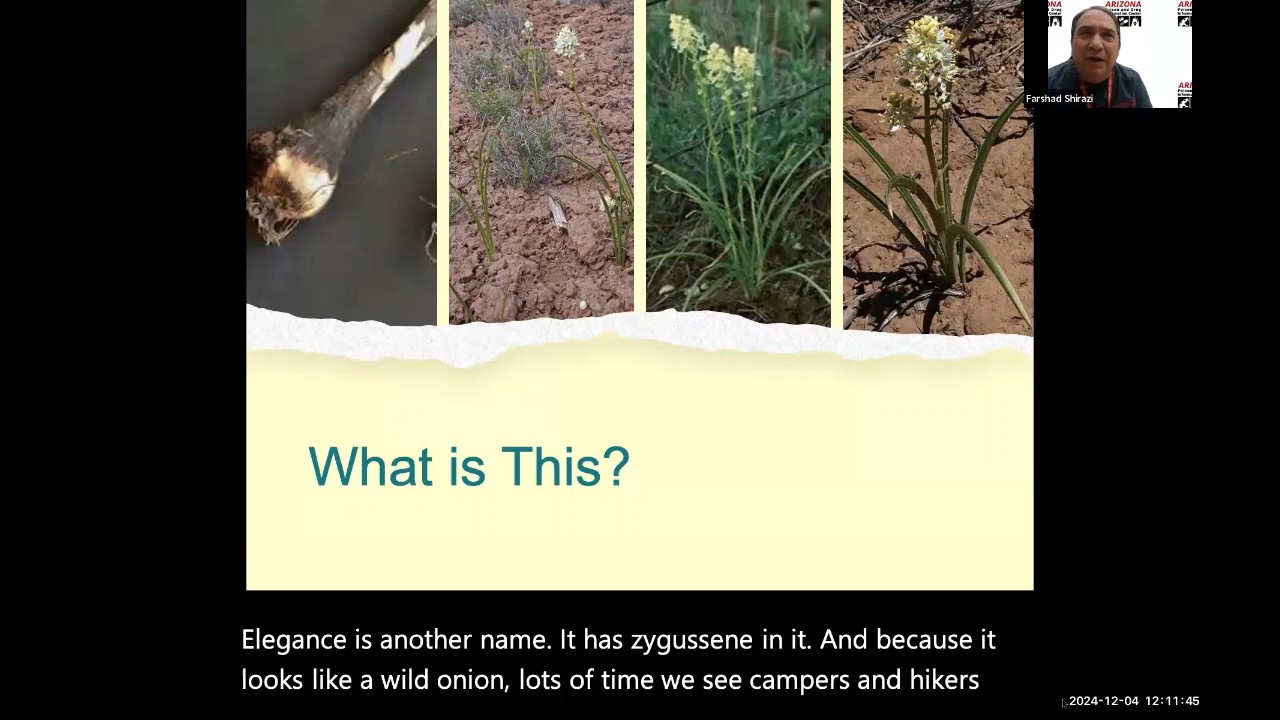 ARIZONA
Farshad Shirazi
What is This?
Elegance is another name. It has zygussene in it. And because it
looks like a wild onion, lots of time we see campers and hikers
2024-12-04 12:11:45